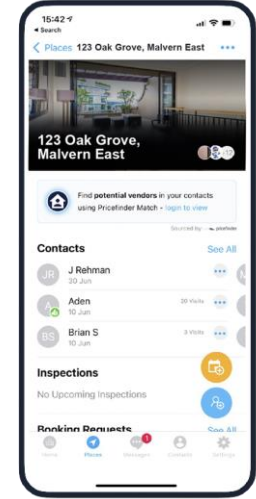 15:42
Search
Places 123 Oak Grove, Malvern East
123 Oak Grove,
Malvern East
Find potential vendors in your contacts
using Pricefinder Match - login to view
Sourced by pricefinder
Contacts See All
JR J Rehman
30 Jun
A Aden 20 Visits
10 Jun
BS Brian S 3 Visits
10 Jun
Inspections
No Upcoming Inspections
Booking Requests See All
Home Places Messages Contacts Settings